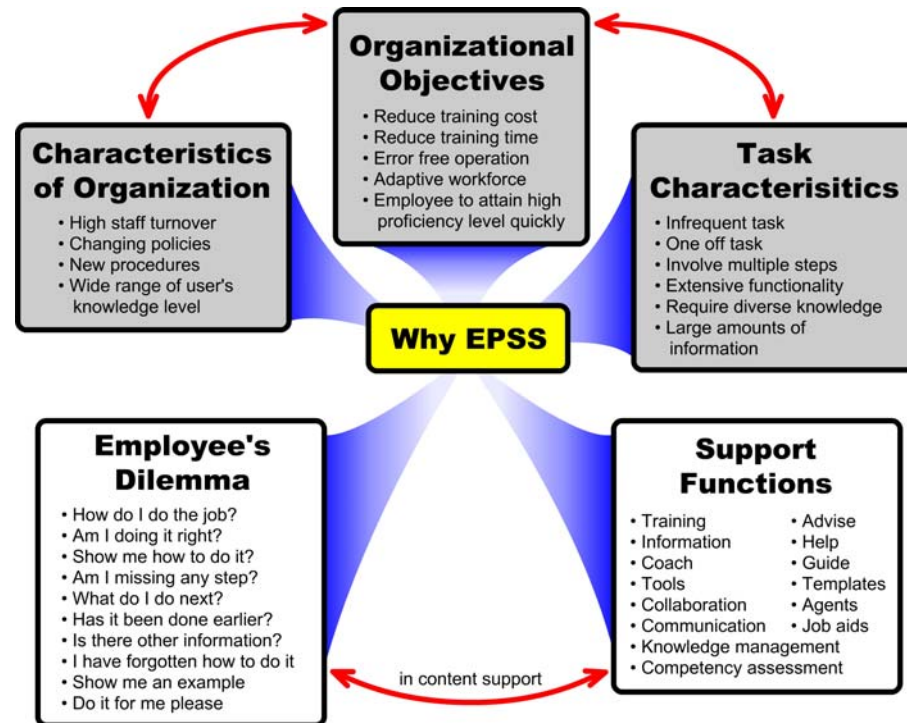 Organizational
Objectives
• Reduce training cost
• Reduce training time
• Error free operation
• Adaptive workforce
• Employee to attain high
proficiency level quickly
Characteristics
of Organization
• High staff turnover
• Changing policies
• New procedures
• Wide range of user's
knowledge level
Task
Characterisitics
• Infrequent task
• One off task
• Involve multiple steps
• Extensive functionality
• Require diverse knowledge
• Large amounts of
information
Why EPSS
Employee's
Dilemma
• How do I do the job?
• Am I doing it right?
• Show me how to do it?
• Am I missing any step?
• What do I do next?
• Has it been done earlier?
• Is there other information?
• I have forgotten how to do it
• Show me an example
• Do it for me please
Support
Functions
• Training
• Information
• Coach
• Tools
• Collaboration
• Communication
• Knowledge management
• Competency assessment
• Advise
• Help
• Guide
• Templates
• Agents
• Job aids
in content support